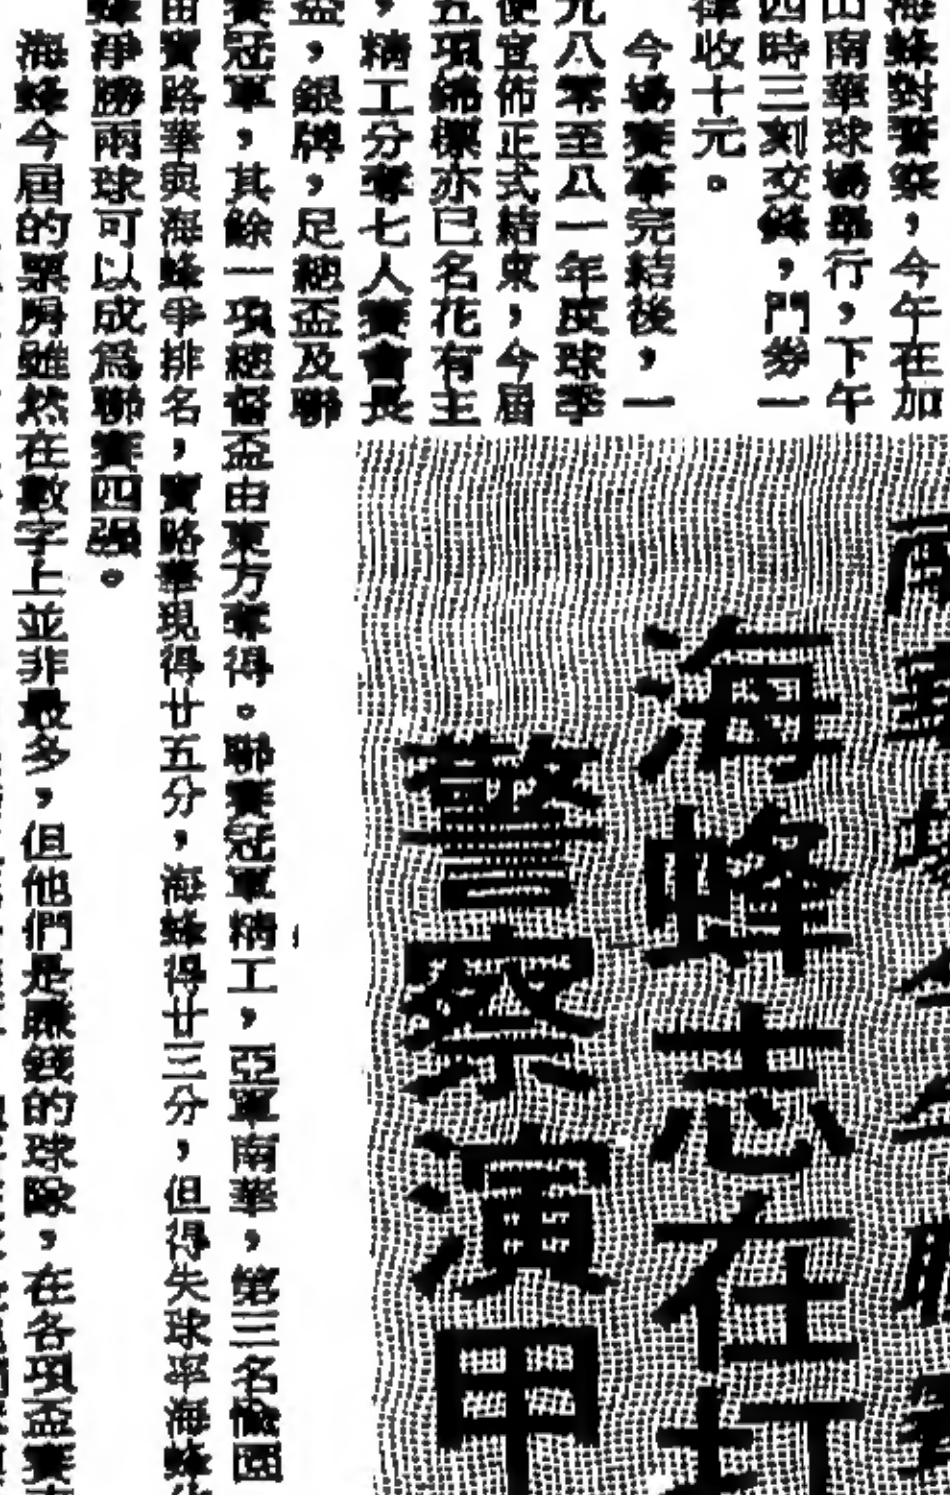 海蜂對警察，今午在加
山南華球場舉行，下午
四時三刻交鋒，門券一
律收十元。
今場賽事完結後，一
九八零至八一年度球季
便宣佈正式結束，今屆
五項錦標亦已名花有主
，精工分奪七人賽會長
盃，銀牌，足總盃及聯
賽冠軍，其餘一項總督盃由東方奪得。聯賽冠軍精工，亞軍南華，第三名愉園
由寶路華與海蜂爭排名，寶路華現得廿五分，海蜂得廿三分，但得失球率海蜂
蜂淨勝兩球可以成為聯賽四強。
海蜂今屆的票房雖然在數字上並非最多，但他們是賺錢的球隊，在各項盃賽
海蜂志在打
警察演甲